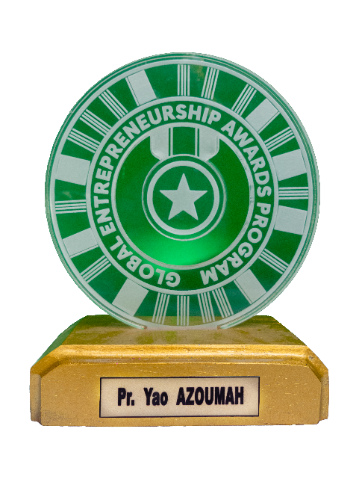 GLOBAL ENTREPRENEURSHIP AWARDS PROGRAM
Pr. Yao AZOUMAH